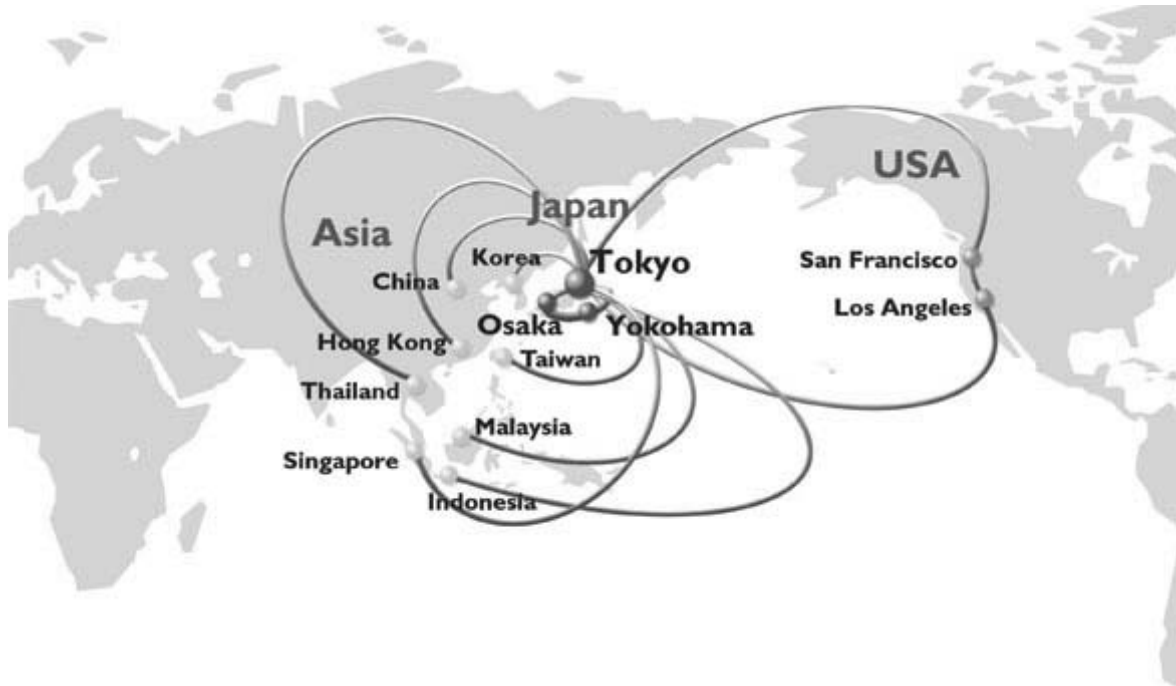 USA
Japan
Asia
Korea
Tokyo
San Francisco
China
Los Angeles
Osaka
Yokohama
Hong Kong
Taiwan
Thailand
Malaysia
Singapore
Indonesia